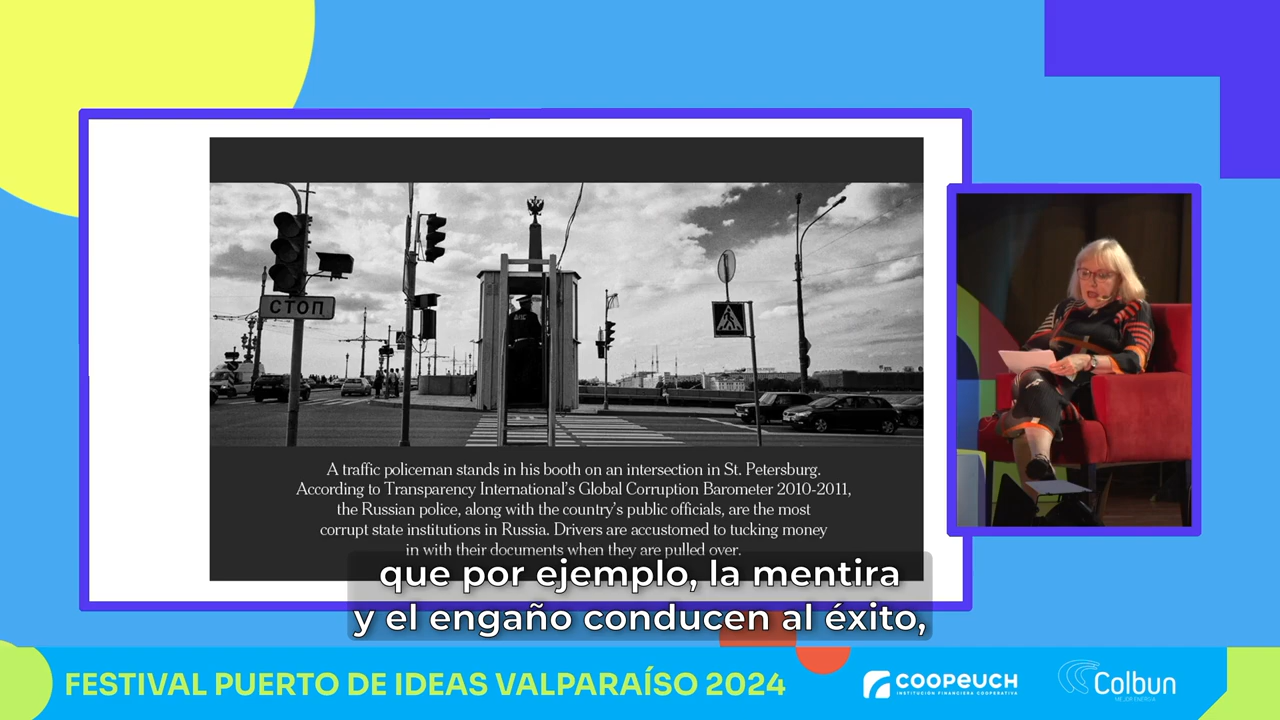 СТОП
A traffic policeman stands in his booth on an intersection in St. Petersburg.
According to Transparency International's Global Corruption Barometer 2010-2011,
the Russian police, along with the country's public officials, are the most
corrupt state institutions in Russia. Drivers are accustomed to tucking money
in with their documents when they are pulled over.
que por ejemplo, la mentira
y el engaño conducen al éxito,
FESTIVAL PUERTO DE IDEAS VALPARAÍSO 2024
COOPEUCH
INSTITUCIÓN FINANCIERA COOPERATIVA
Colbun
MEJOR ENERGÍA